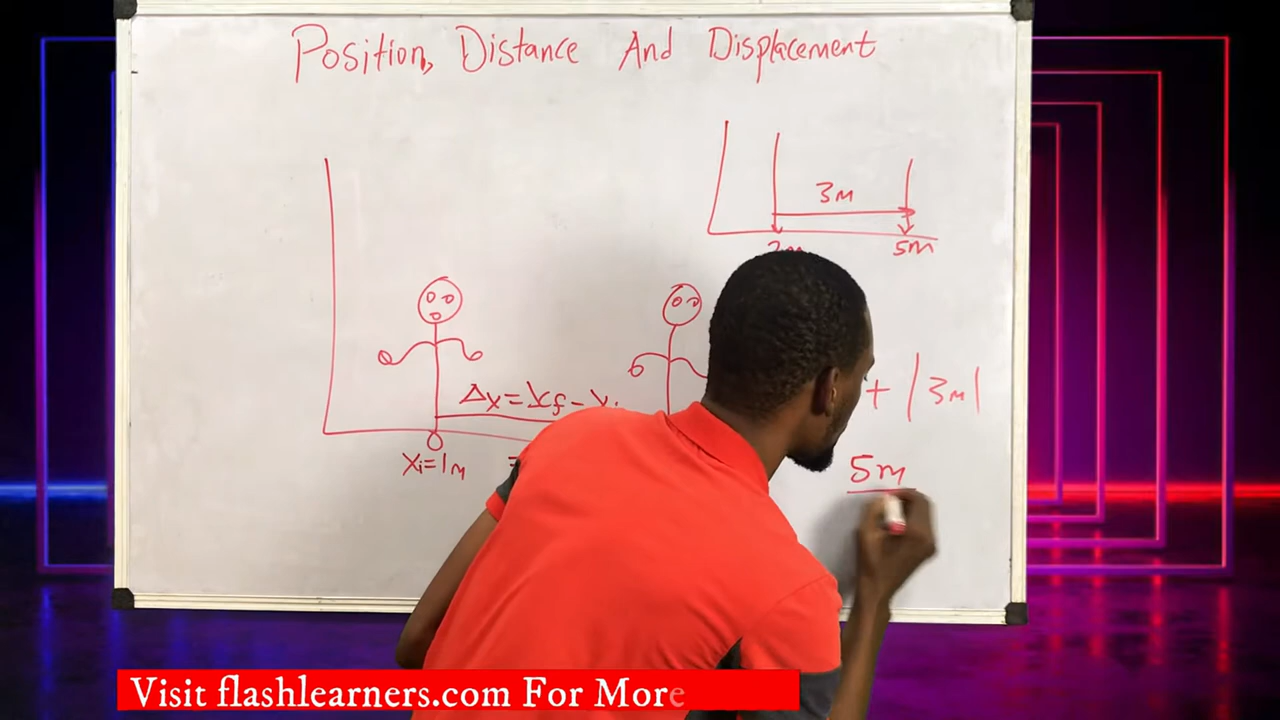 Position, Distance And Displacement
3m
2m
5m
Δx = xf - xi
+ |3m|
xi = 1m
=
5m
Visit flashlearners.com For More